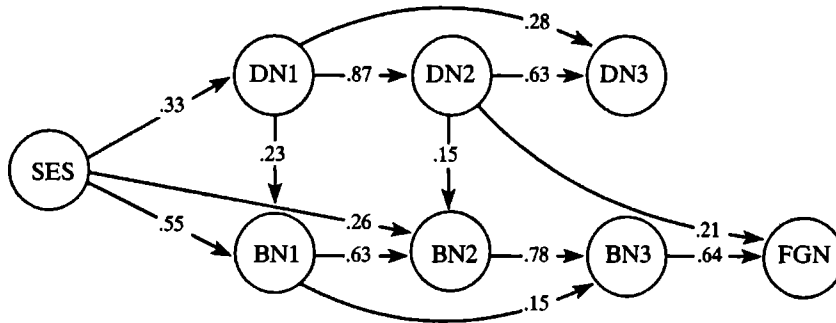 .28
DN1 .87 DN2 .63 DN3
.33
.23 .15
SES
.55 .26 .21
BN1 .63 BN2 .78 BN3 .64 FGN
.15